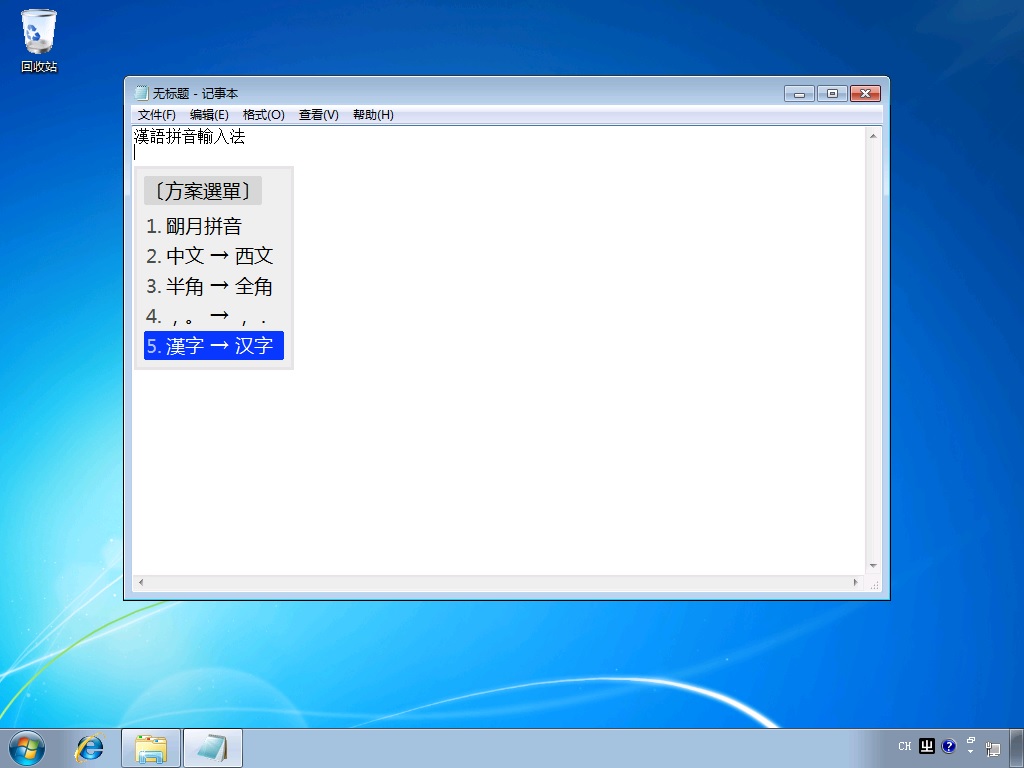 回收站
无标题 - 记事本
文件(F) 编辑(E) 格式(O) 查看(V) 帮助(H)
漢語拼音輸入法
〔方案選單〕
1. 朙月拼音
2. 中文 → 西文
3. 半角 → 全角
4. ，。 → ，．
5. 漢字 → 汉字
CH